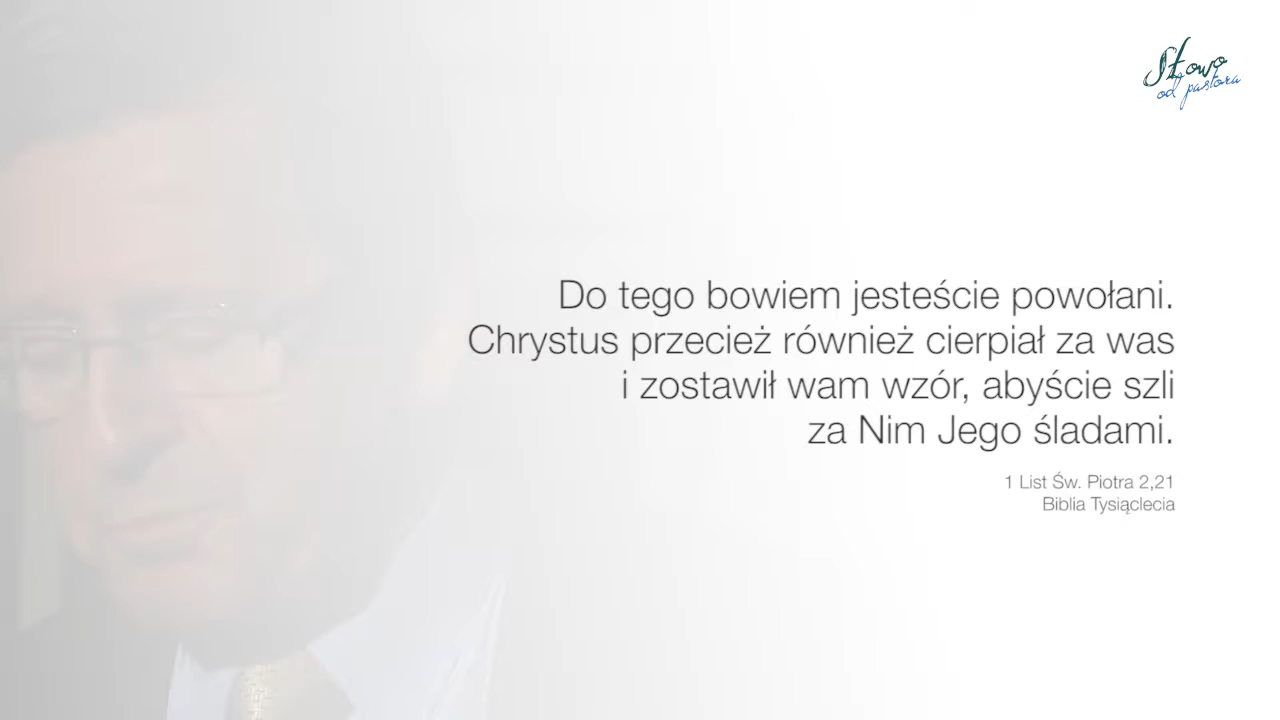 Słowo
od pastora
Do tego bowiem jesteście powołani.
Chrystus przecież również cierpiał za was
i zostawił wam wzór, abyście szli
za Nim Jego śladami.
1 List Św. Piotra 2,21
Biblia Tysiąclecia